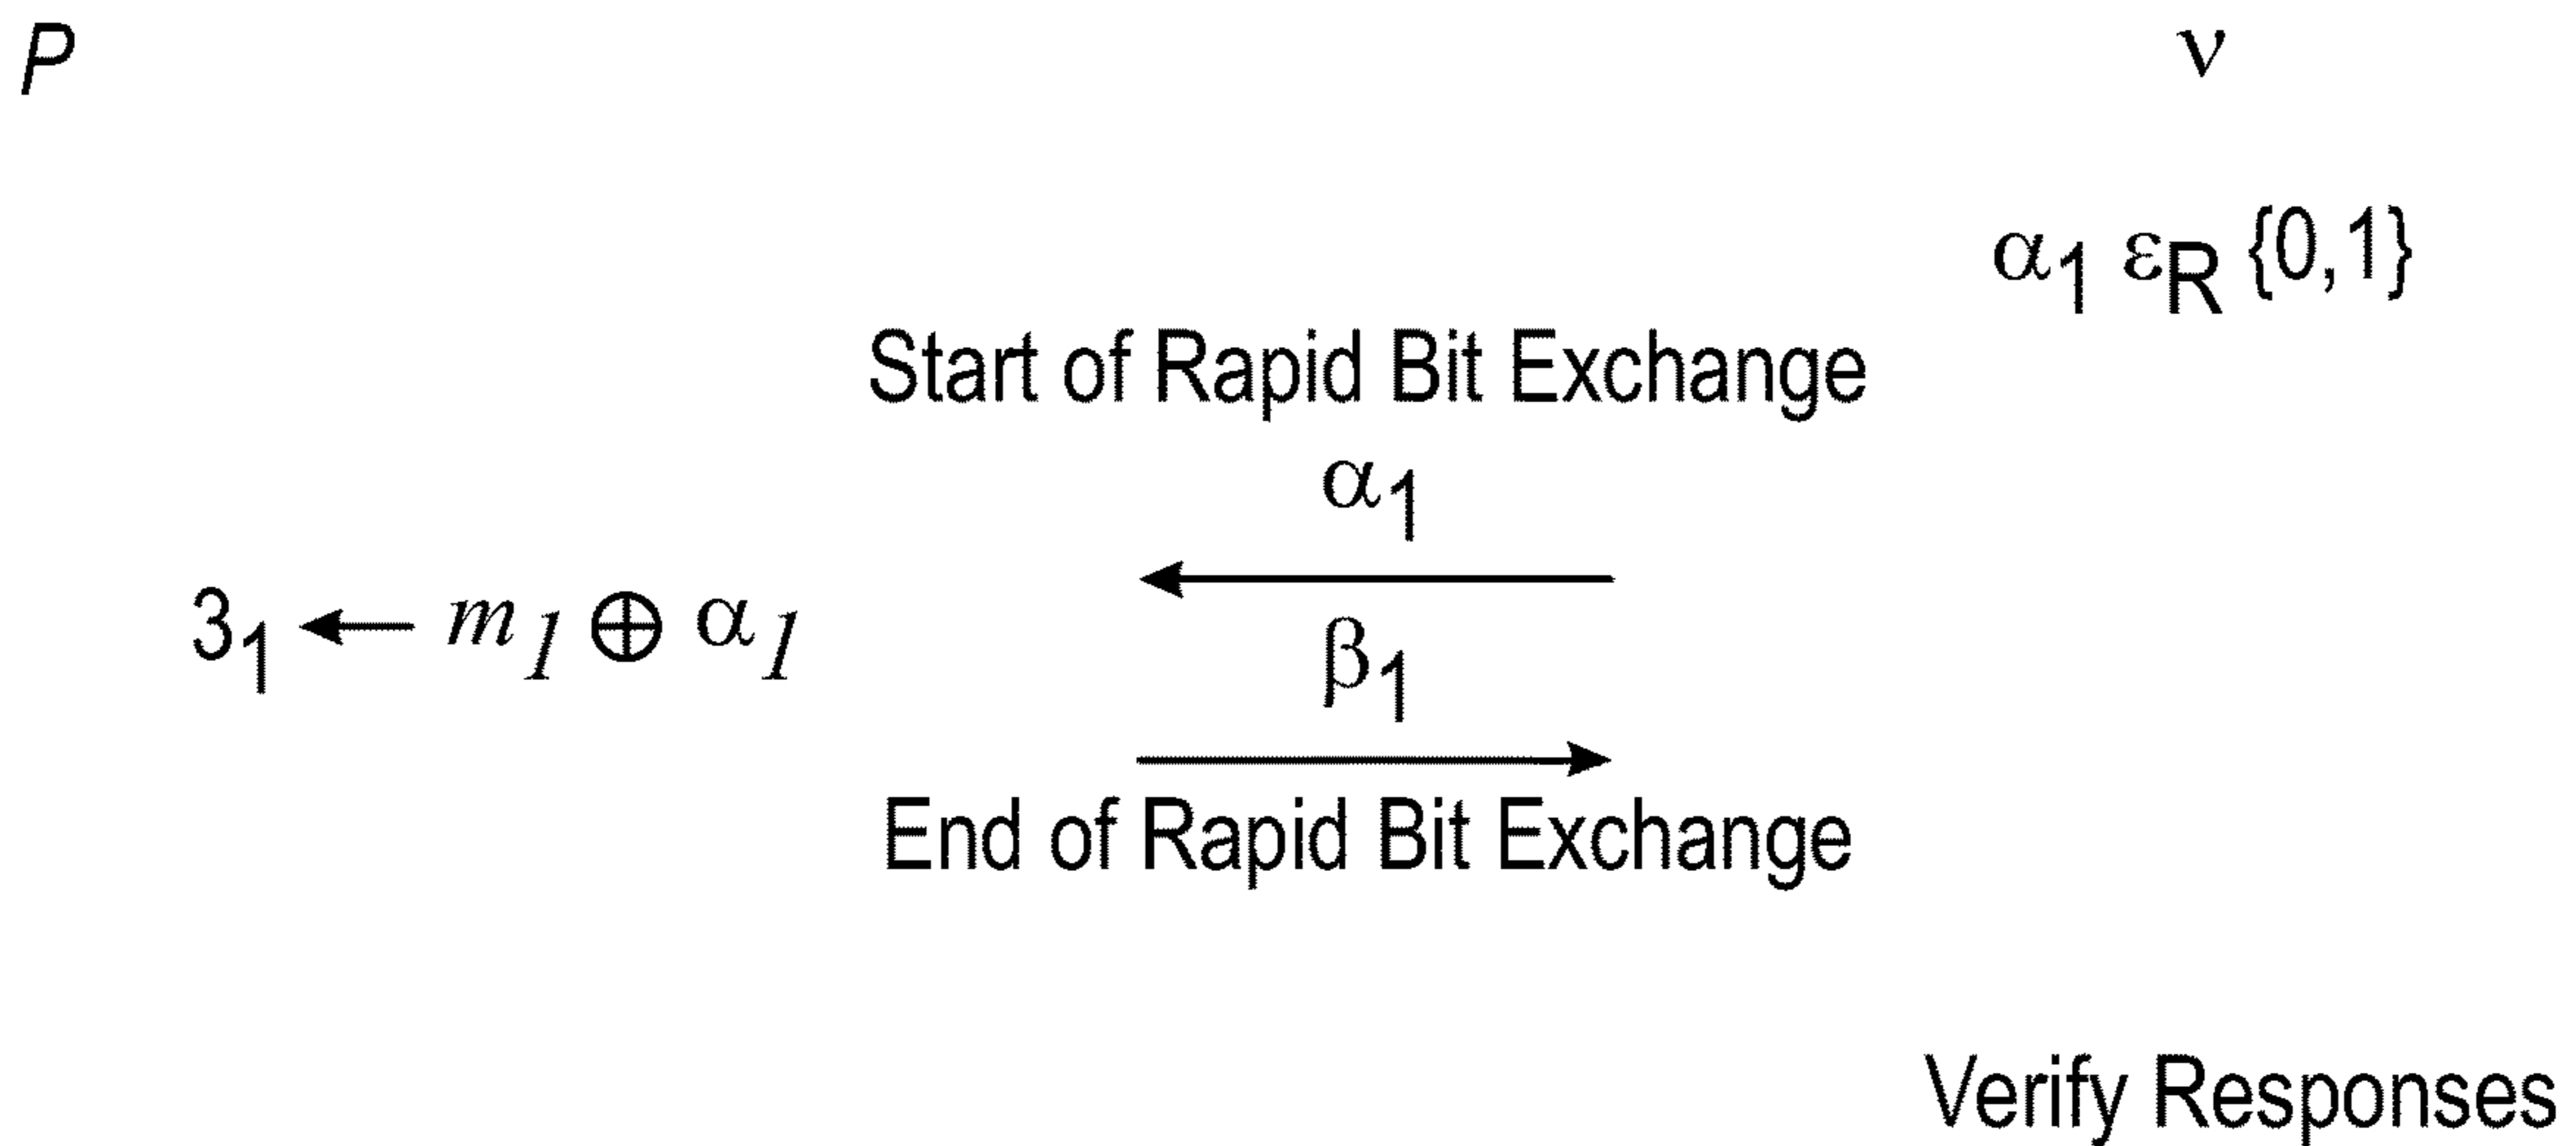 P ν
α₁ ε_R {0,1}
Start of Rapid Bit Exchange
α₁
3₁ ← m₁ ⊕ α₁
β₁
End of Rapid Bit Exchange
Verify Responses